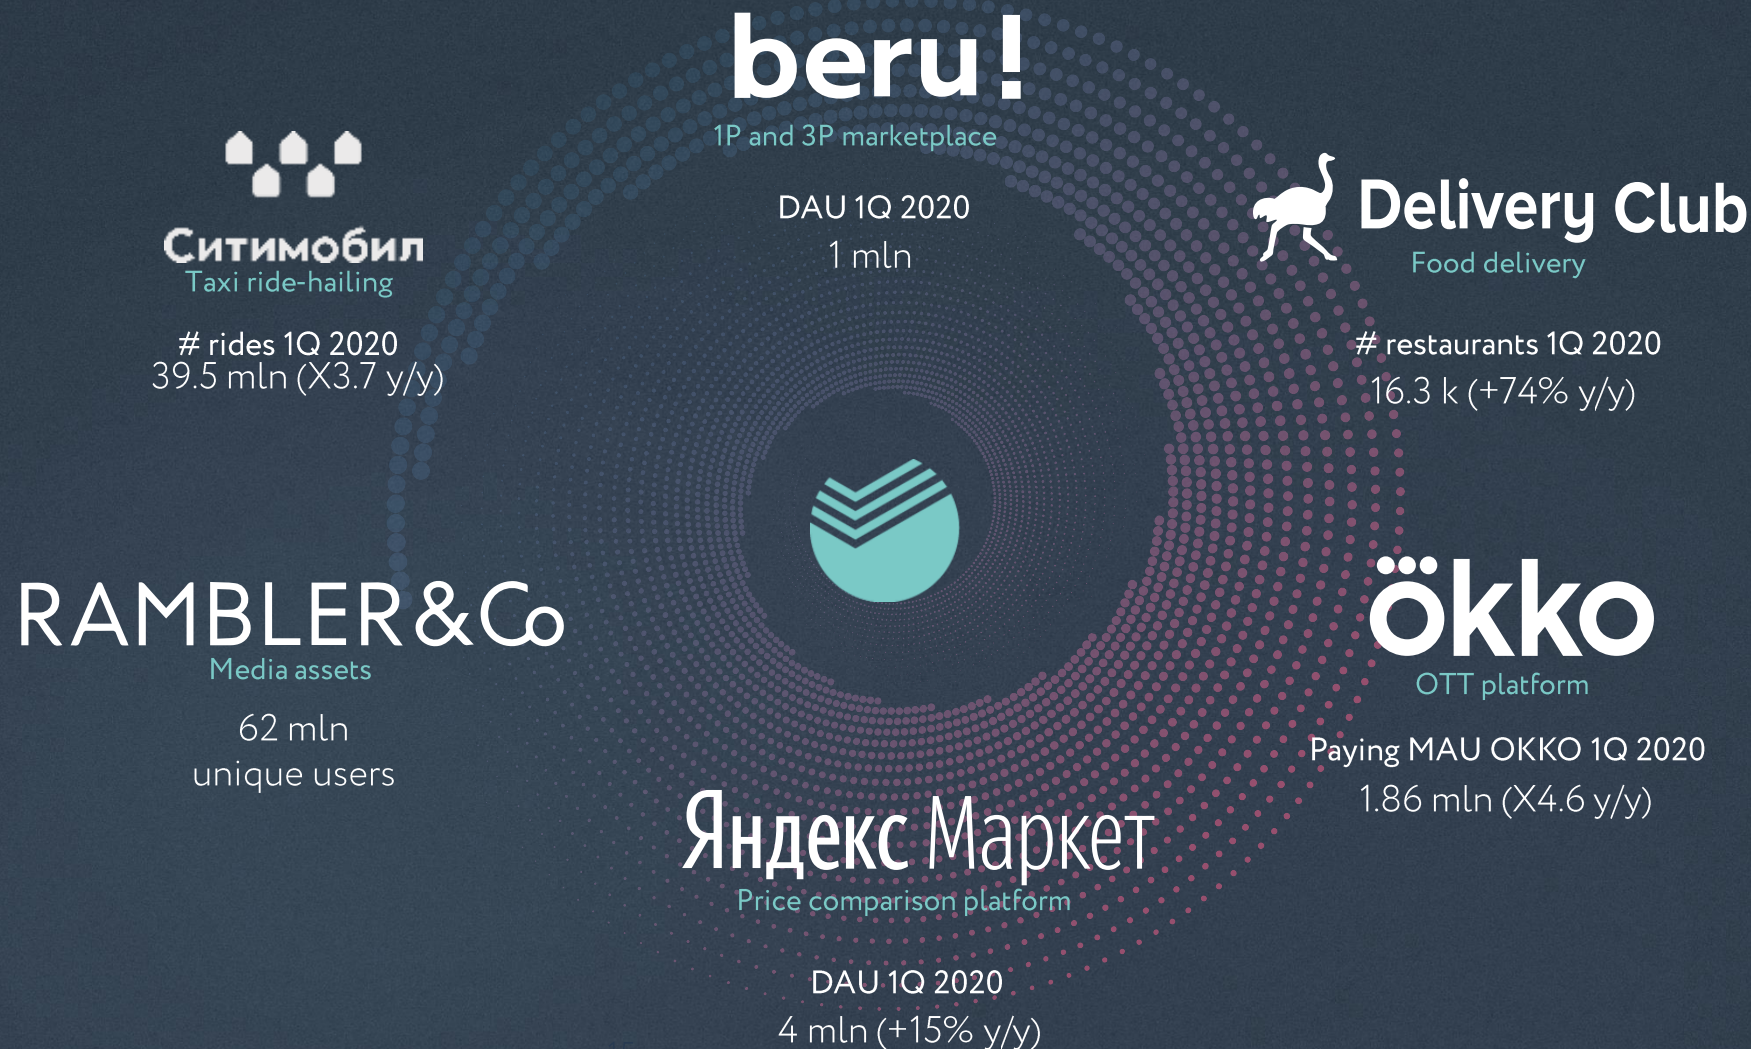 beru!
1P and 3P marketplace
DAU 1Q 2020
1 mln
Ситимобил
Taxi ride-hailing
# rides 1Q 2020
39.5 mln (X3.7 y/y)
Delivery Club
Food delivery
# restaurants 1Q 2020
16.3 k (+74% y/y)
RAMBLER&Co
Media assets
62 mln
unique users
ökko
OTT platform
Paying MAU OKKO 1Q 2020
1.86 mln (X4.6 y/y)
Яндекс Маркет
Price comparison platform
DAU 1Q 2020
4 mln (+15% y/y)